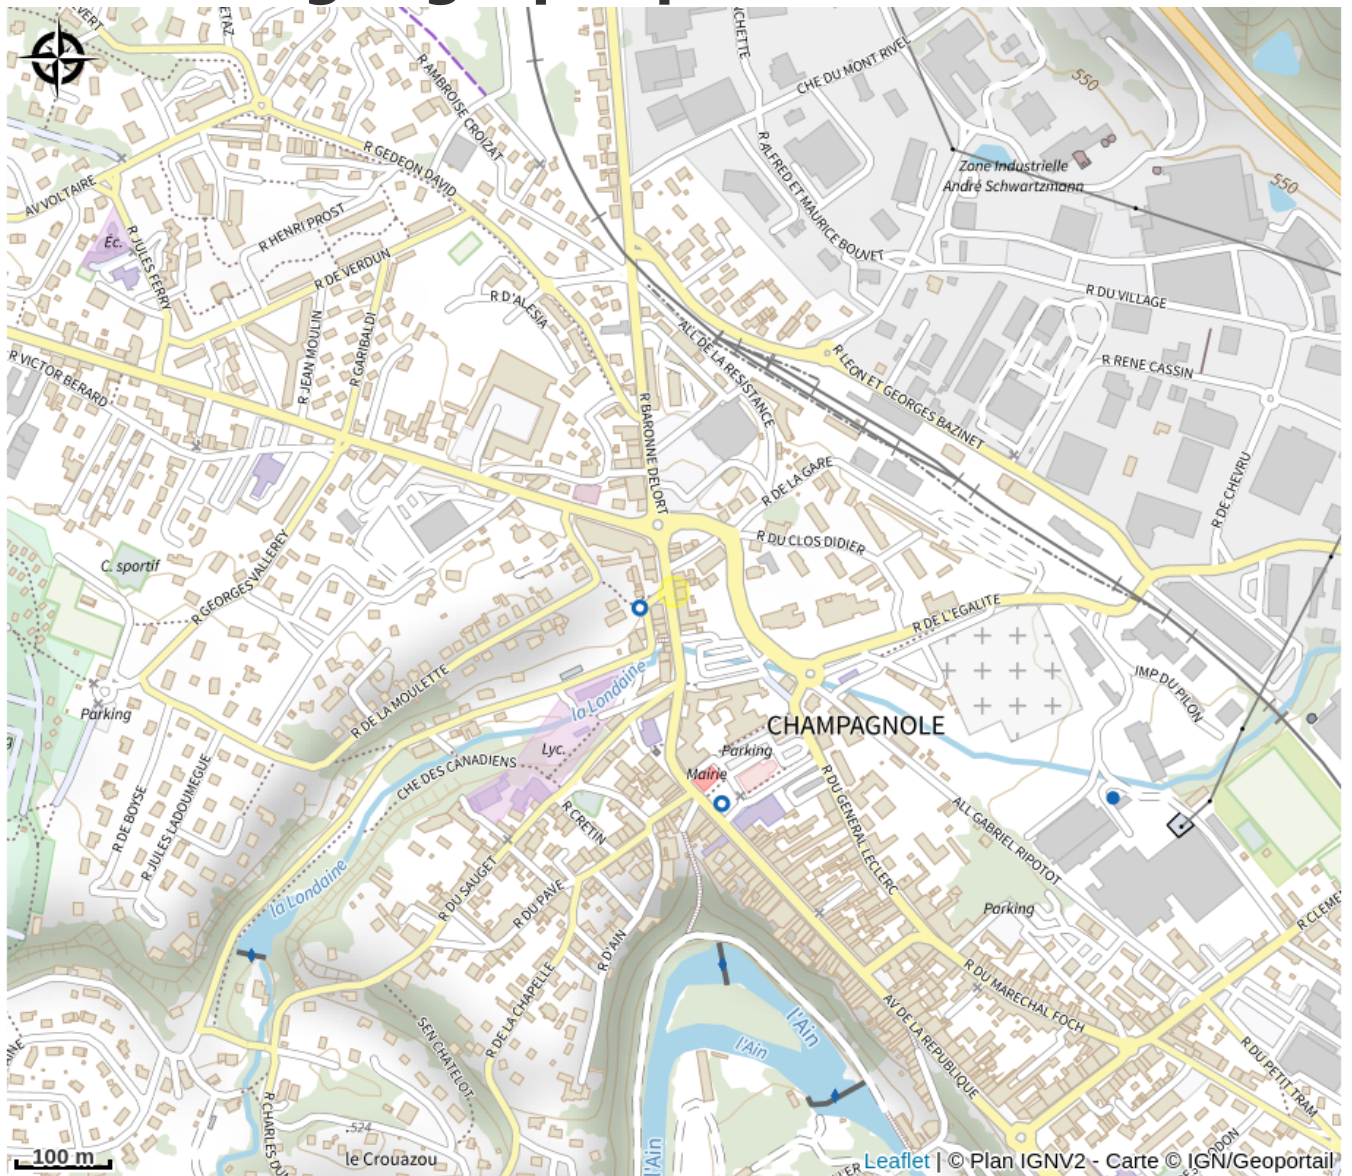 R AMBROISE CROIZAT
CHE DU MONT RIVEL
550
R GEDEON DAVID
R ALFRED ET MAURICE BOUVET
Zone Industrielle
André Schwartzmann
550
AV VOLTAIRE
Éc.
R JULES FERRY
R HENRI PROST
R DE VERDUN
R D'ALESIA
R DU VILLAGE
R VICTOR BERARD
R JEAN MOULIN
R GARIBALDI
ALL DE LA RESISTANCE
R LEON ET GEORGES BAZINET
R RENE CASSIN
R BARONNE DELORT
R DE LA GARE
R DE CHEVRU
R DU CLOS DIDIER
C. sportif
R GEORGES VALLEREY
R DE L'EGALITE
R DE LA MOULETTE
la Londaine
IMP DU PILON
Parking
CHAMPAGNOLE
Lyc.
Parking
Mairie
CHE DES CANADIENS
R DE BOYSE
R JULES LADOUMEGUE
R CRETIN
R DU GENERAL LECLERC
ALL GABRIEL RIPOTOT
la Londaine
R DU SAUGET
R DU PAVE
Parking
R D'AIN
R DE LA CHAPELLE
R DU MARECHAL FOCH
AV DE LA REPUBLIQUE
l'Ain
l'Ain
SEN CHATELOT
R DU PETIT TRAM
524
le Crouazou
l'Ain
100 m
Leaflet | © Plan IGNV2 - Carte © IGN/Geoportail